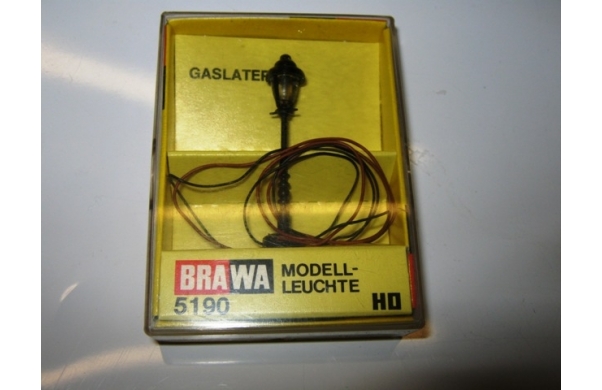 GASLATER
BRAWA MODELL-
LEUCHTE
5190 HO